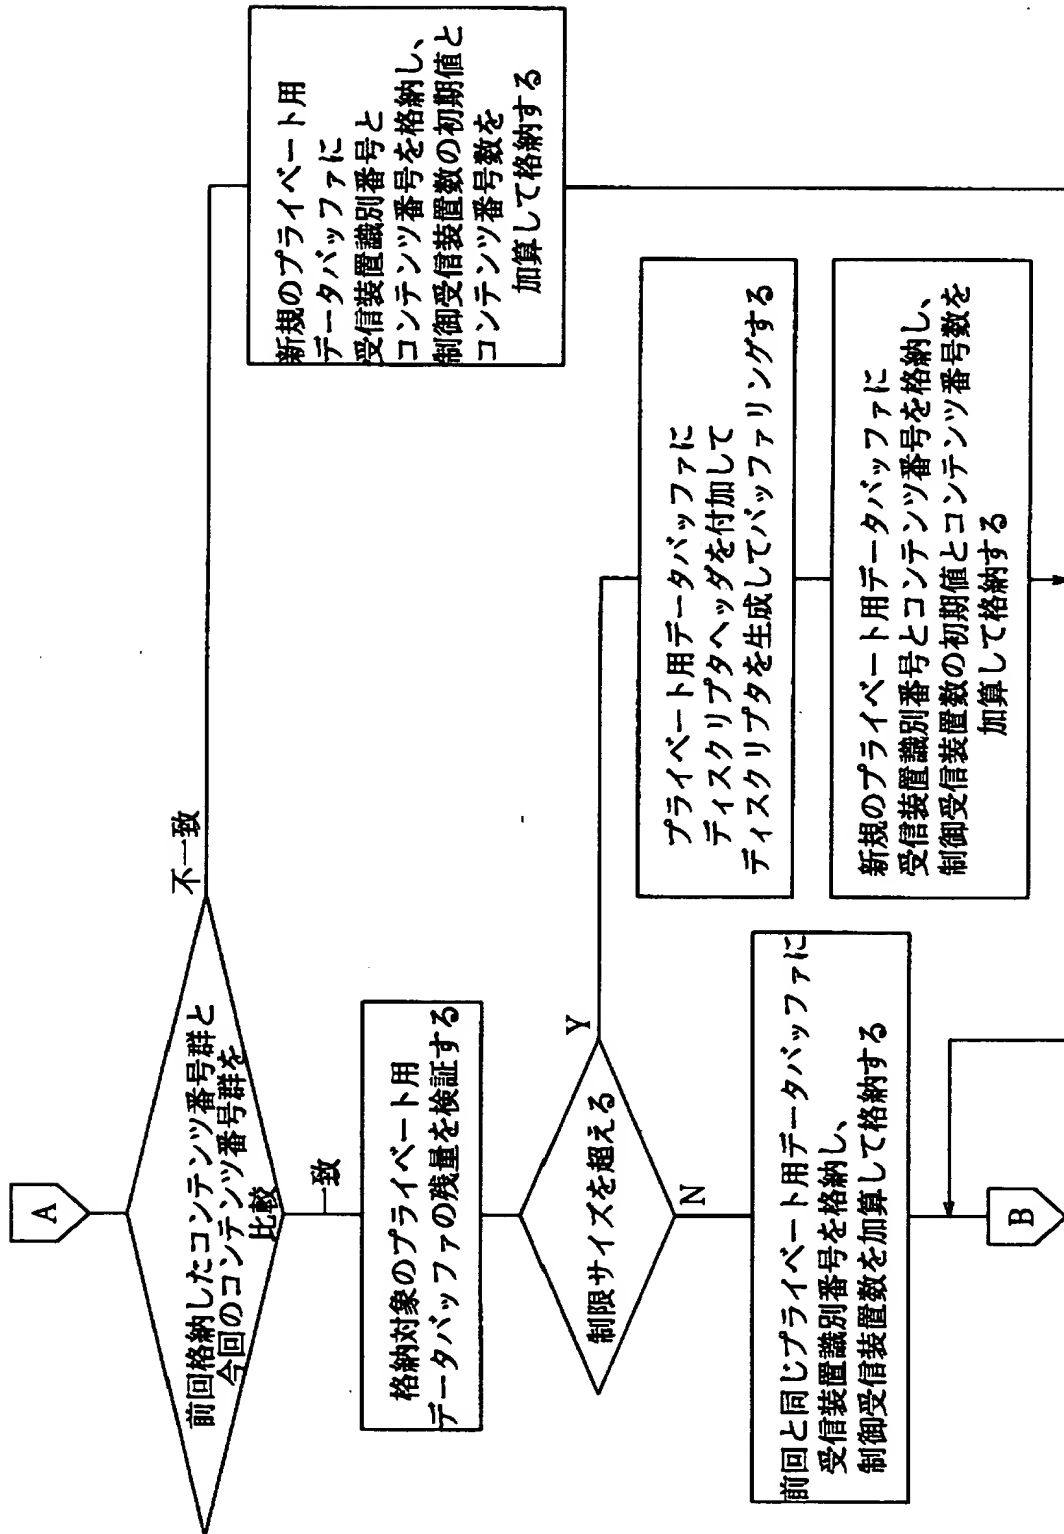 A
前回格納したコンテンツ番号群と
今回のコンテンツ番号群を
比較
不一致
一致
新規のプライベート用
データバッファに
受信装置識別番号と
コンテンツ番号を格納し、
制御受信装置数の初期値と
コンテンツ番号数を
加算して格納する
格納対象のプライベート用
データバッファの残量を検証する
制限サイズを超える
Y
N
プライベート用データバッファに
ディスクリプタヘッダを付加して
ディスクリプタを生成してバッファリングする
新規のプライベート用データバッファに
受信装置識別番号とコンテンツ番号を格納し、
制御受信装置数の初期値とコンテンツ番号数を
加算して格納する
前回と同じプライベート用データバッファに
受信装置識別番号を格納し、
制御受信装置数を加算して格納する
B